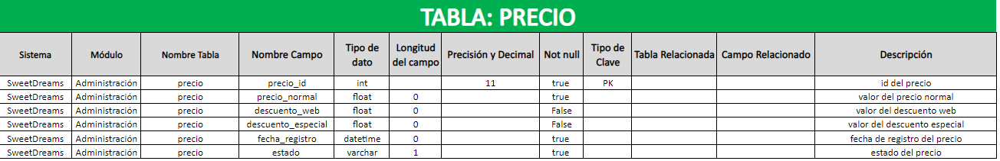 TABLA: PRECIO
Sistema Módulo Nombre Tabla Nombre Campo Tipo de dato Longitud del campo Precisión y Decimal Not null Tipo de Clave Tabla Relacionada Campo Relacionado Descripción
SweetDreams Administración precio precio_id int 11 true PK id del precio
SweetDreams Administración precio precio_normal float 0 true valor del precio normal
SweetDreams Administración precio descuento_web float 0 False valor del descuento web
SweetDreams Administración precio descuento_especial float 0 False valor del descuento especial
SweetDreams Administración precio fecha_registro datetime 0 true fecha de registro del precio
SweetDreams Administración precio estado varchar 1 true estado del precio